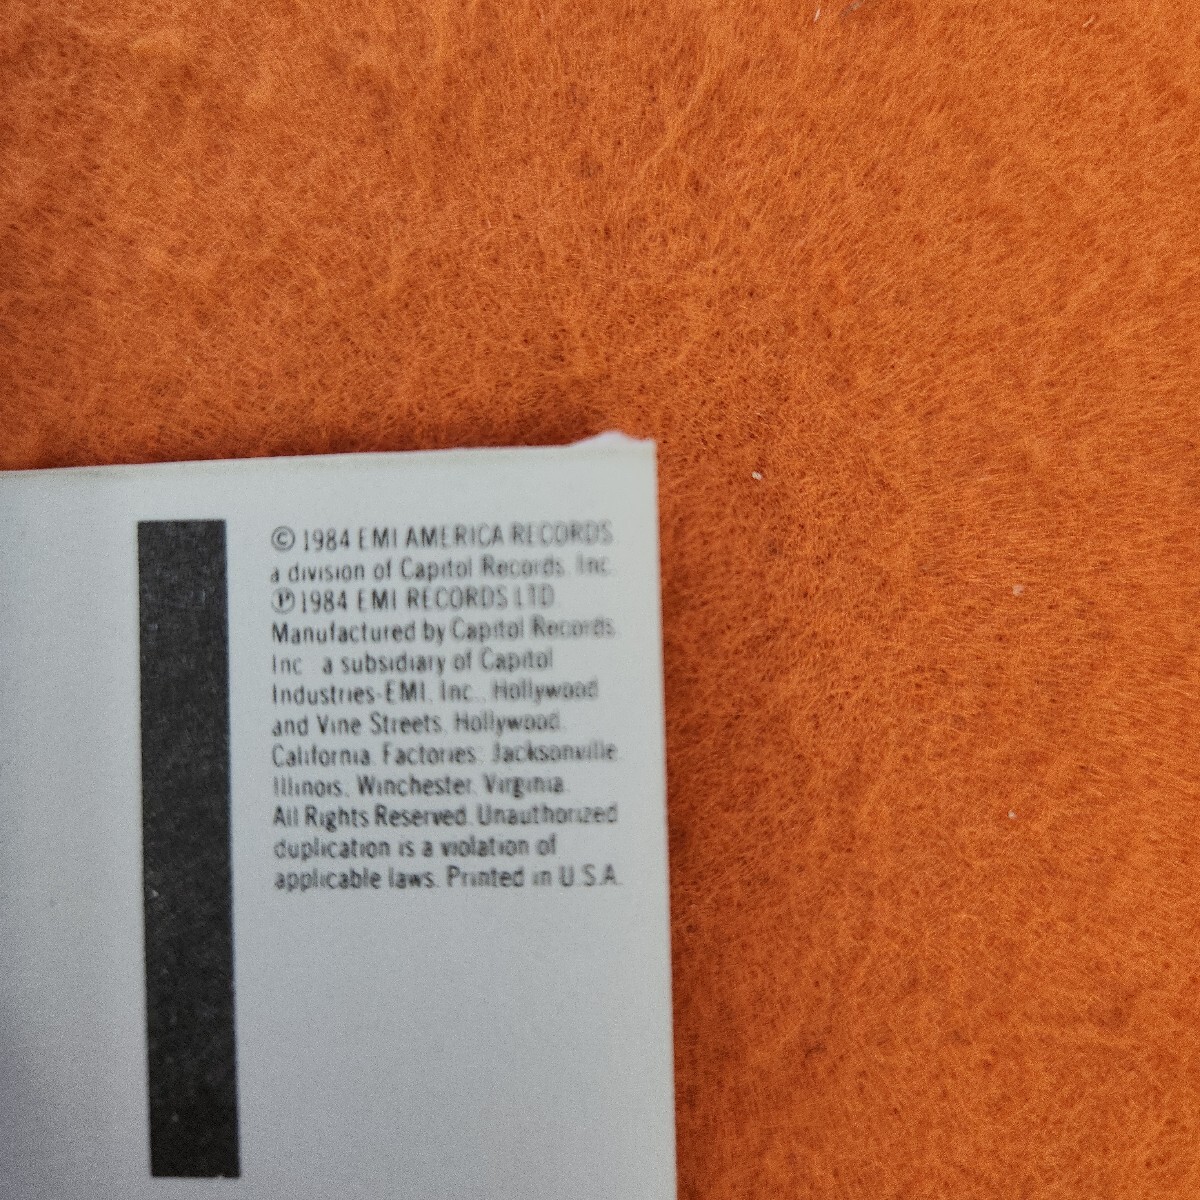 © 1984 EMI AMERICA RECORDS
a division of Capitol Records, Inc.
℗ 1984 EMI RECORDS LTD.
Manufactured by Capitol Records,
Inc. a subsidiary of Capitol
Industries-EMI, Inc., Hollywood
and Vine Streets, Hollywood,
California. Factories: Jacksonville,
Illinois, Winchester, Virginia.
All Rights Reserved. Unauthorized
duplication is a violation of
applicable laws. Printed in U.S.A.